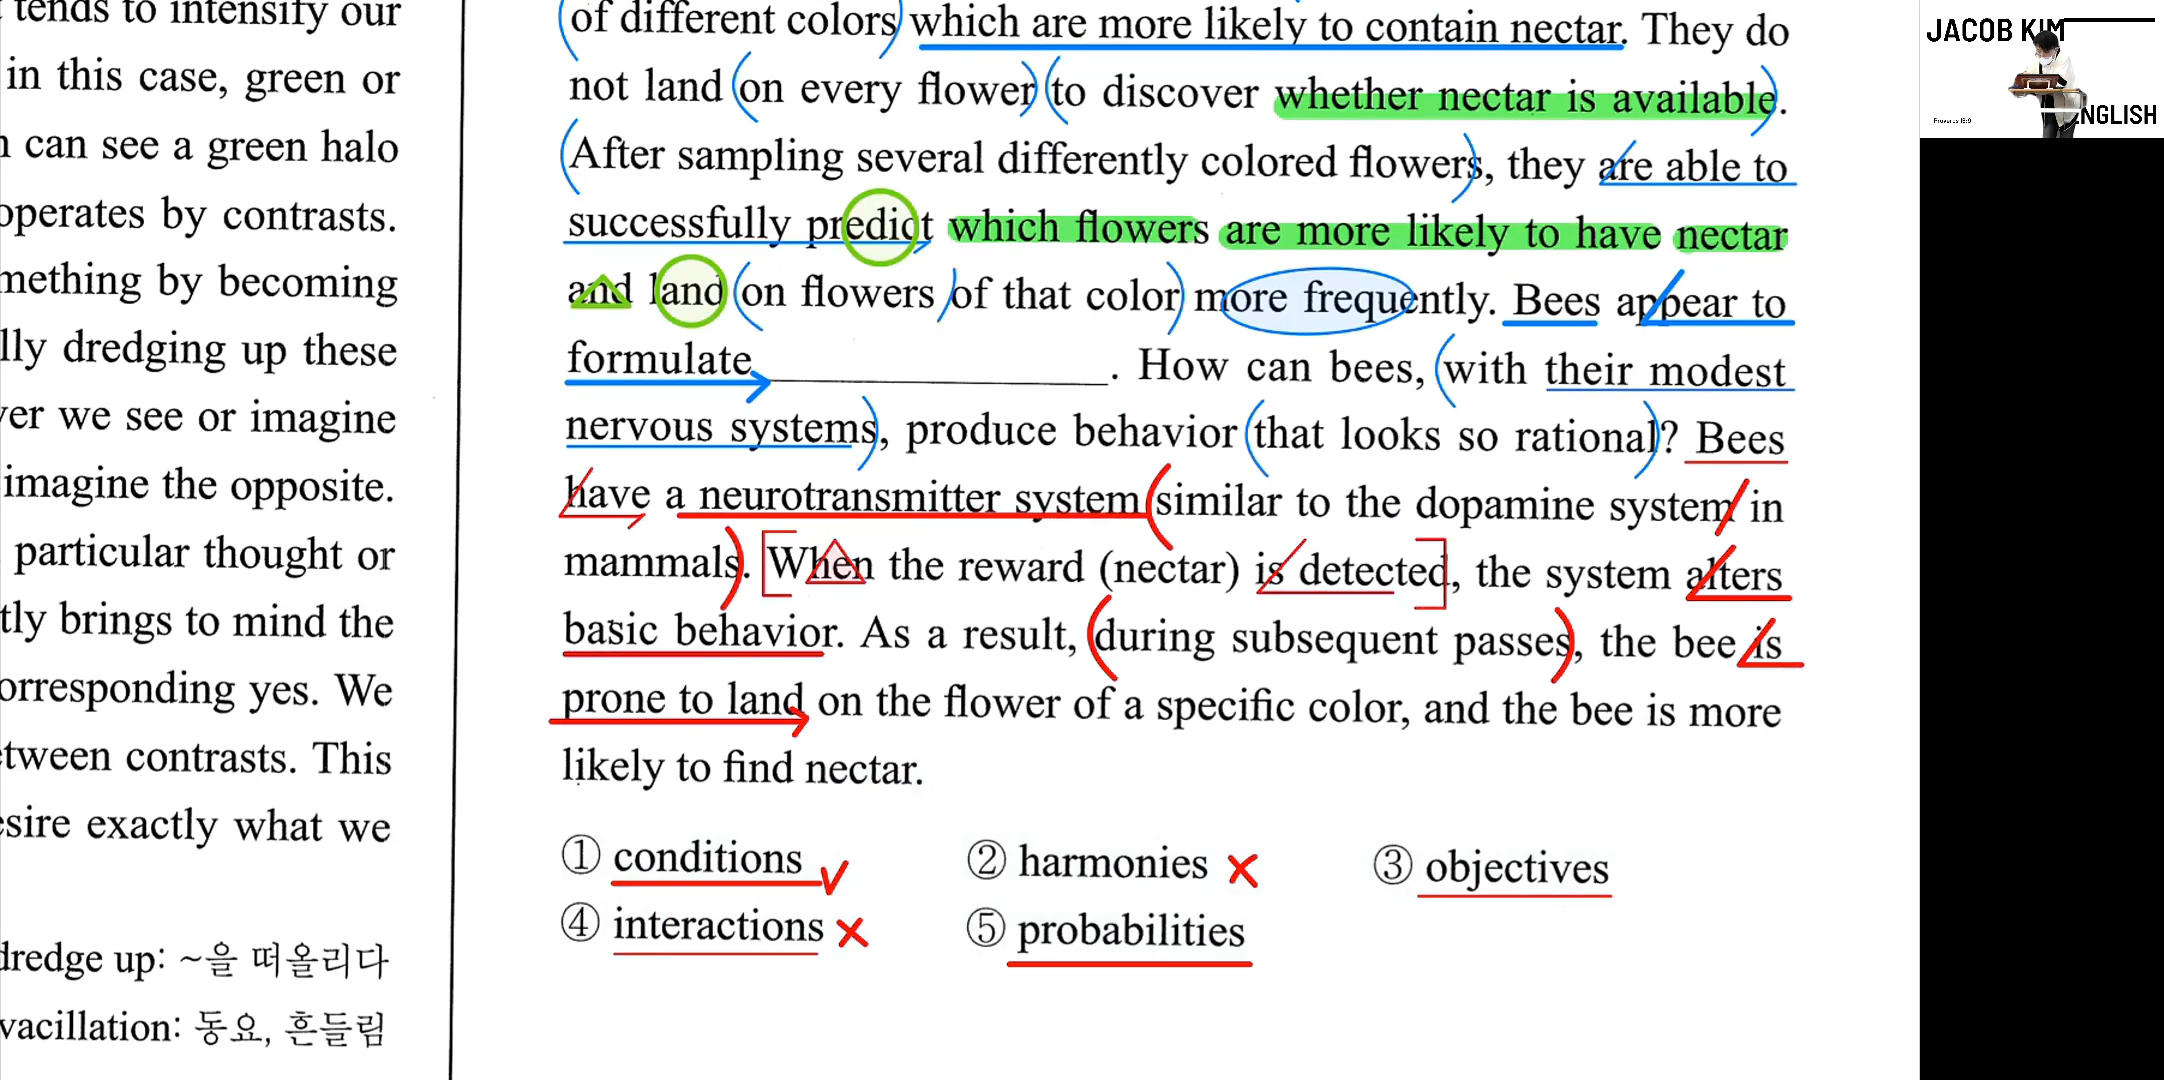 tends to intensify our
in this case, green or
can see a green halo
operates by contrasts.
mething by becoming
lly dredging up these
ver we see or imagine
imagine the opposite.
particular thought or
tly brings to mind the
orresponding yes. We
etween contrasts. This
esire exactly what we
dredge up: ~을 떠올리다
vacillation: 동요, 흔들림
of different colors which are more likely to contain nectar. They do
not land on every flower to discover whether nectar is available.
After sampling several differently colored flowers, they are able to
successfully predict which flowers are more likely to have nectar
and land on flowers of that color more frequently. Bees appear to
formulate ____________. How can bees, with their modest
nervous systems, produce behavior that looks so rational? Bees
have a neurotransmitter system similar to the dopamine system in
mammals. When the reward (nectar) is detected, the system alters
basic behavior. As a result, during subsequent passes, the bee is
prone to land on the flower of a specific color, and the bee is more
likely to find nectar.
① conditions ② harmonies ③ objectives
④ interactions ⑤ probabilities
JACOB KIM
ENGLISH
Proverbs 16:9